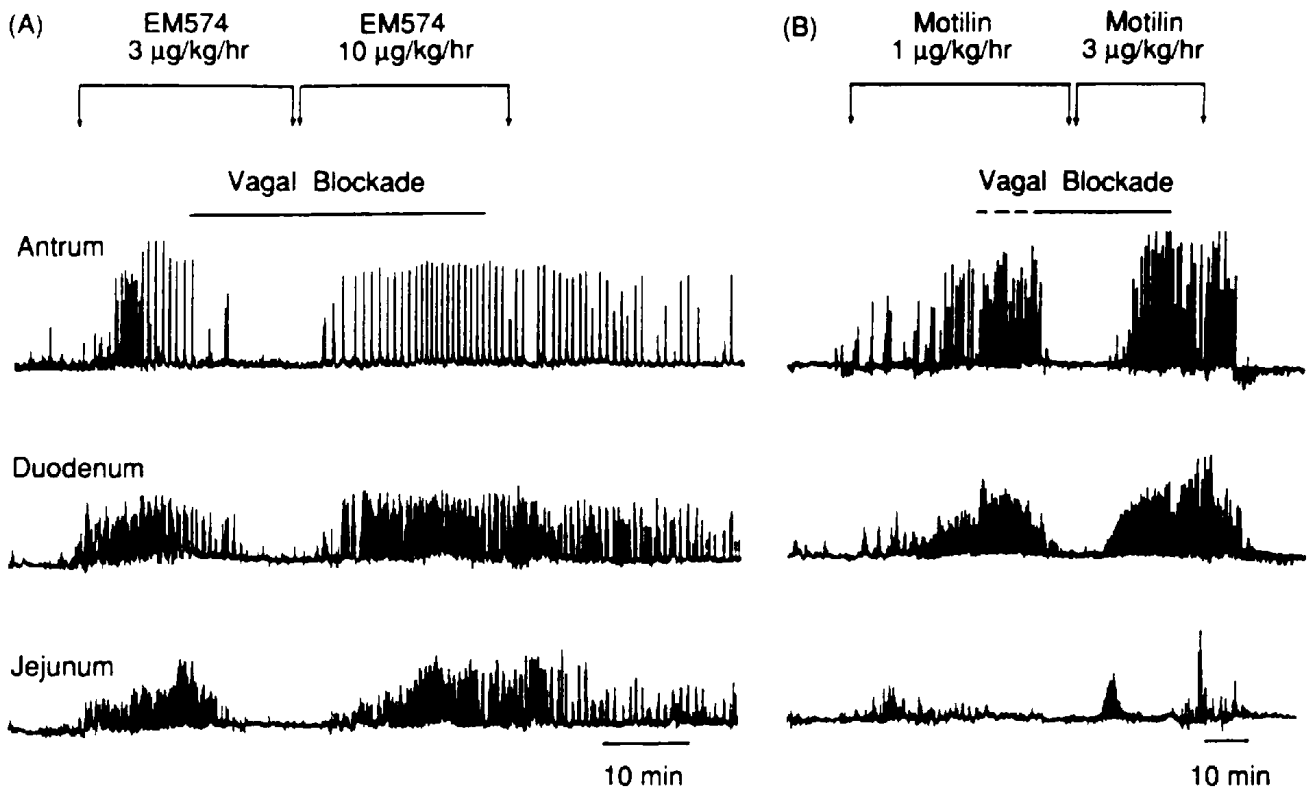 (A)
EM574
3 μg/kg/hr
EM574
10 μg/kg/hr
Vagal Blockade
Antrum
Duodenum
Jejunum
10 min
(B)
Motilin
1 μg/kg/hr
Motilin
3 μg/kg/hr
Vagal Blockade
10 min